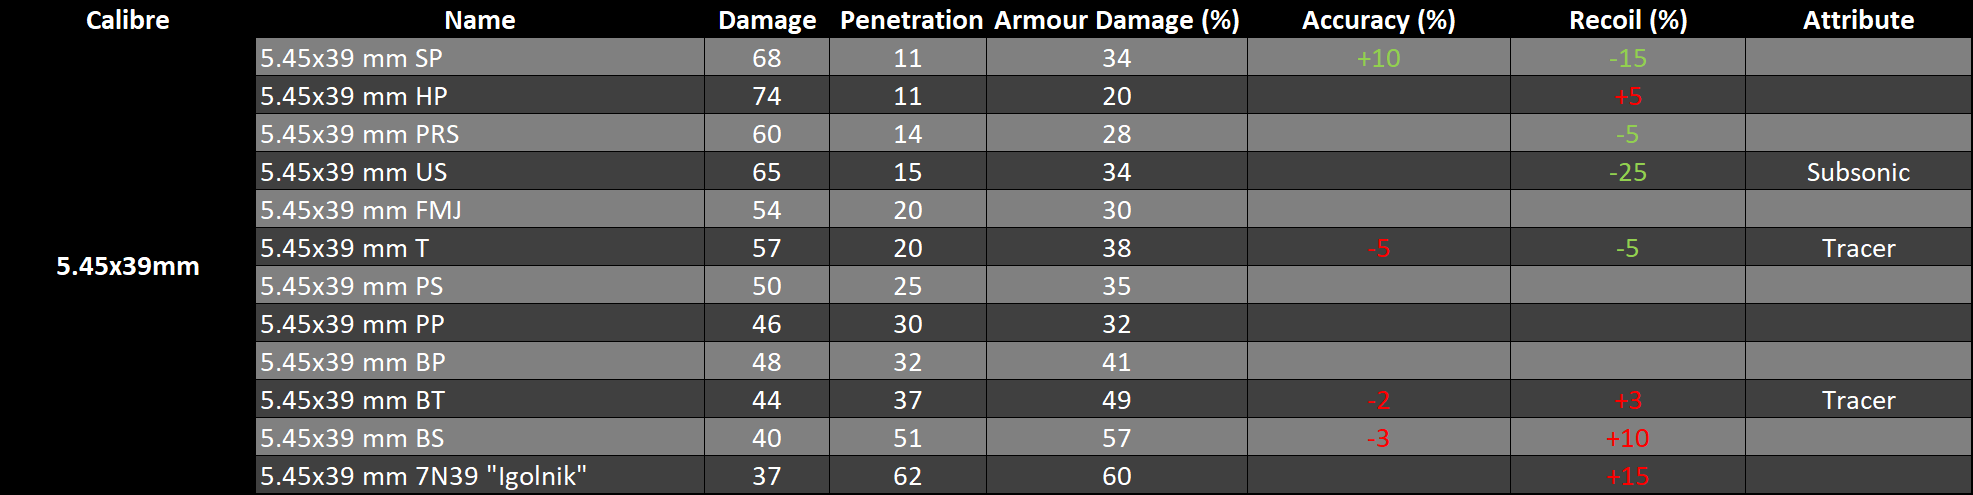 Calibre Name Damage Penetration Armour Damage (%) Accuracy (%) Recoil (%) Attribute
5.45x39 mm SP 68 11 34 +10 -15
5.45x39 mm HP 74 11 20 +5
5.45x39 mm PRS 60 14 28 -5
5.45x39 mm US 65 15 34 -25 Subsonic
5.45x39 mm FMJ 54 20 30
5.45x39 mm T 57 20 38 -5 -5 Tracer
5.45x39mm
5.45x39 mm PS 50 25 35
5.45x39 mm PP 46 30 32
5.45x39 mm BP 48 32 41
5.45x39 mm BT 44 37 49 -2 +3 Tracer
5.45x39 mm BS 40 51 57 -3 +10
5.45x39 mm 7N39 "Igolnik" 37 62 60 +15